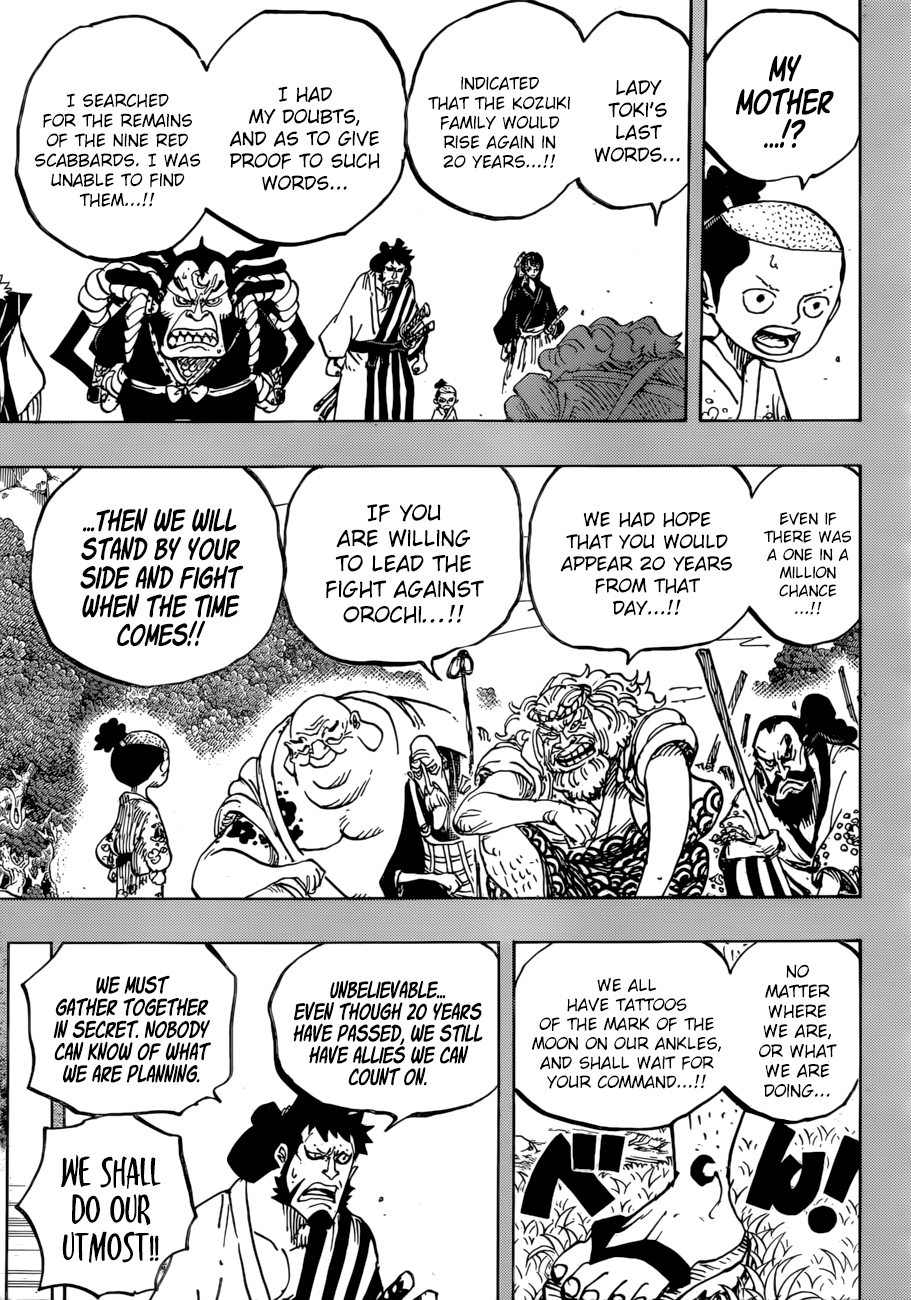 MY
MOTHER
...!?
LADY
TOKI'S
LAST
WORDS...
INDICATED
THAT THE KOZUKI
FAMILY WOULD
RISE AGAIN IN
20 YEARS...!!
I HAD
MY DOUBTS,
AND AS TO GIVE
PROOF TO SUCH
WORDS...
I SEARCHED
FOR THE REMAINS
OF THE NINE RED
SCABBARDS. I WAS
UNABLE TO FIND
THEM...!!
EVEN IF
THERE WAS
A ONE IN A
MILLION
CHANCE
...!!
WE HAD HOPE
THAT YOU WOULD
APPEAR 20 YEARS
FROM THAT
DAY...!!
IF YOU
ARE WILLING
TO LEAD THE
FIGHT AGAINST
OROCHI...!!
...THEN WE WILL
STAND BY YOUR
SIDE AND FIGHT
WHEN THE TIME
COMES!!
NO
MATTER
WHERE
WE ARE,
OR WHAT
WE ARE
DOING...
WE ALL
HAVE TATTOOS
OF THE MARK OF THE
MOON ON OUR ANKLES,
AND SHALL WAIT FOR
YOUR COMMAND...!!
べん!
UNBELIEVABLE...
EVEN THOUGH 20 YEARS
HAVE PASSED, WE STILL
HAVE ALLIES WE CAN
COUNT ON.
WE MUST
GATHER TOGETHER
IN SECRET. NOBODY
CAN KNOW OF WHAT
WE ARE PLANNING.
WE SHALL
DO OUR
UTMOST!!